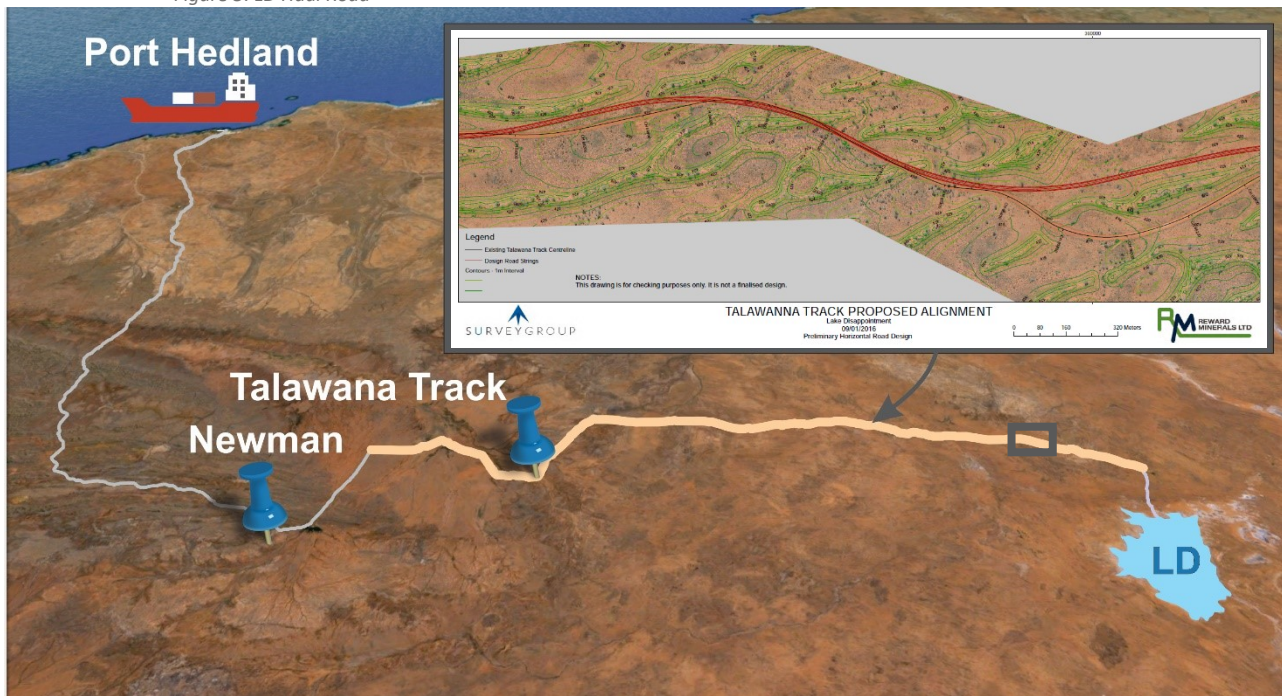 Port Hedland
Talawana Track
Newman
LD
360000
Legend
Existing Talawana Track Centreline
Design Road Strings
Contours - 1m Interval
NOTES:
This drawing is for checking purposes only. It is not a finalised design.
SURVEYGROUP
TALAWANNA TRACK PROPOSED ALIGNMENT
Lake Disappointment
09/01/2016
Preliminary Horizontal Road Design
0 80 160 320 Meters
RM REWARD
MINERALS LTD